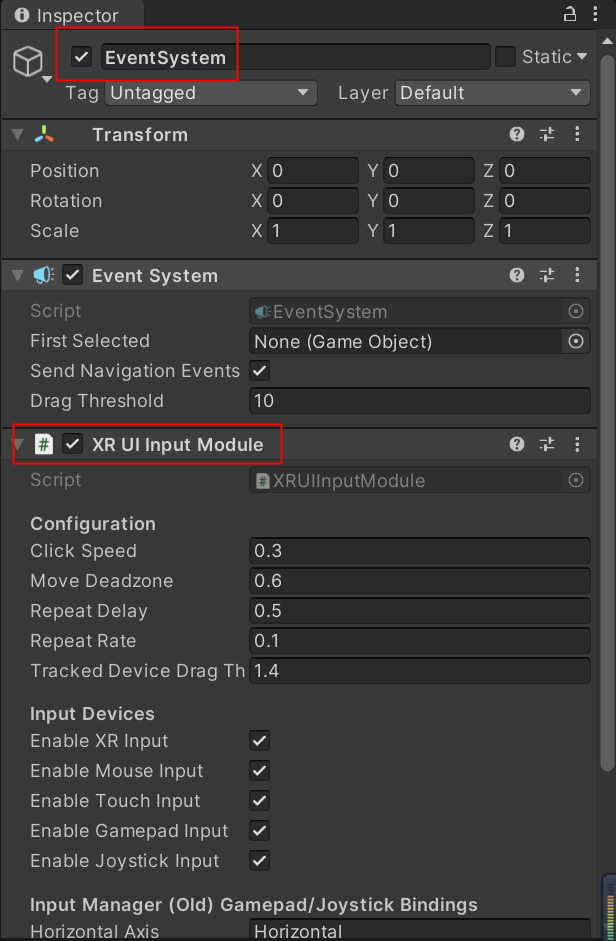 Inspector
EventSystem Static
Tag Untagged Layer Default
Transform
Position X 0 Y 0 Z 0
Rotation X 0 Y 0 Z 0
Scale X 1 Y 1 Z 1
Event System
Script EventSystem
First Selected None (Game Object)
Send Navigation Events
Drag Threshold 10
# XR UI Input Module
Script # XRUIInputModule
Configuration
Click Speed 0.3
Move Deadzone 0.6
Repeat Delay 0.5
Repeat Rate 0.1
Tracked Device Drag Th 1.4
Input Devices
Enable XR Input
Enable Mouse Input
Enable Touch Input
Enable Gamepad Input
Enable Joystick Input
Input Manager (Old) Gamepad/Joystick Bindings
Horizontal Axis Horizontal